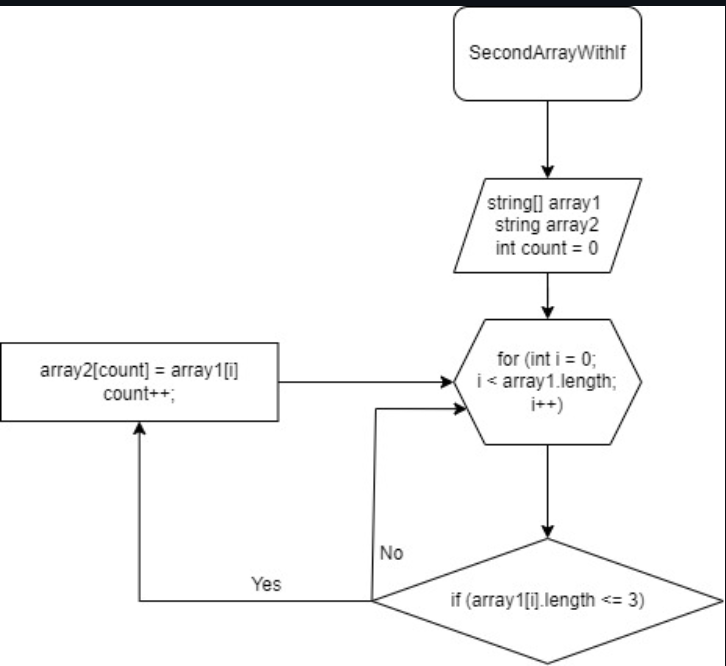 SecondArrayWithIf
string[] array1
string array2
int count = 0
for (int i = 0;
i < array1.length;
i++)
array2[count] = array1[i]
count++;
No
Yes
if (array1[i].length <= 3)